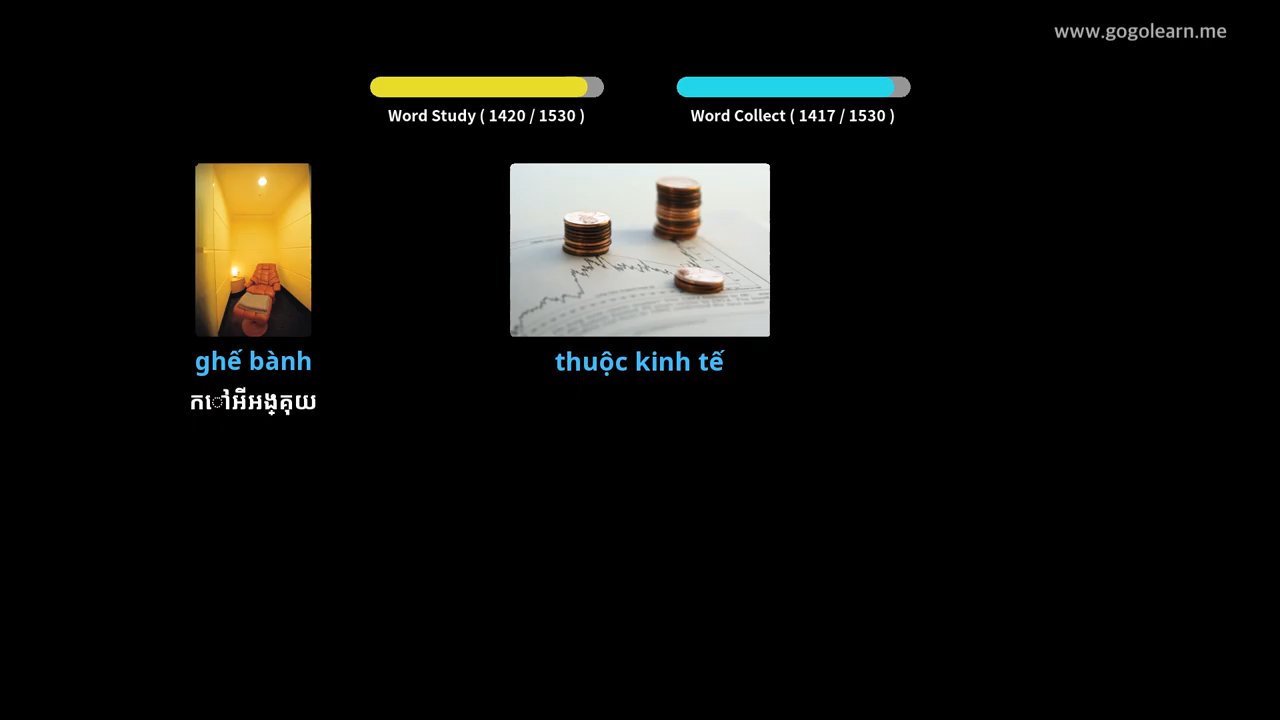 www.gogolearn.me
Word Study ( 1420 / 1530 )
Word Collect ( 1417 / 1530 )
ghế bành
thuộc kinh tế
កៅអីអង្គុយ